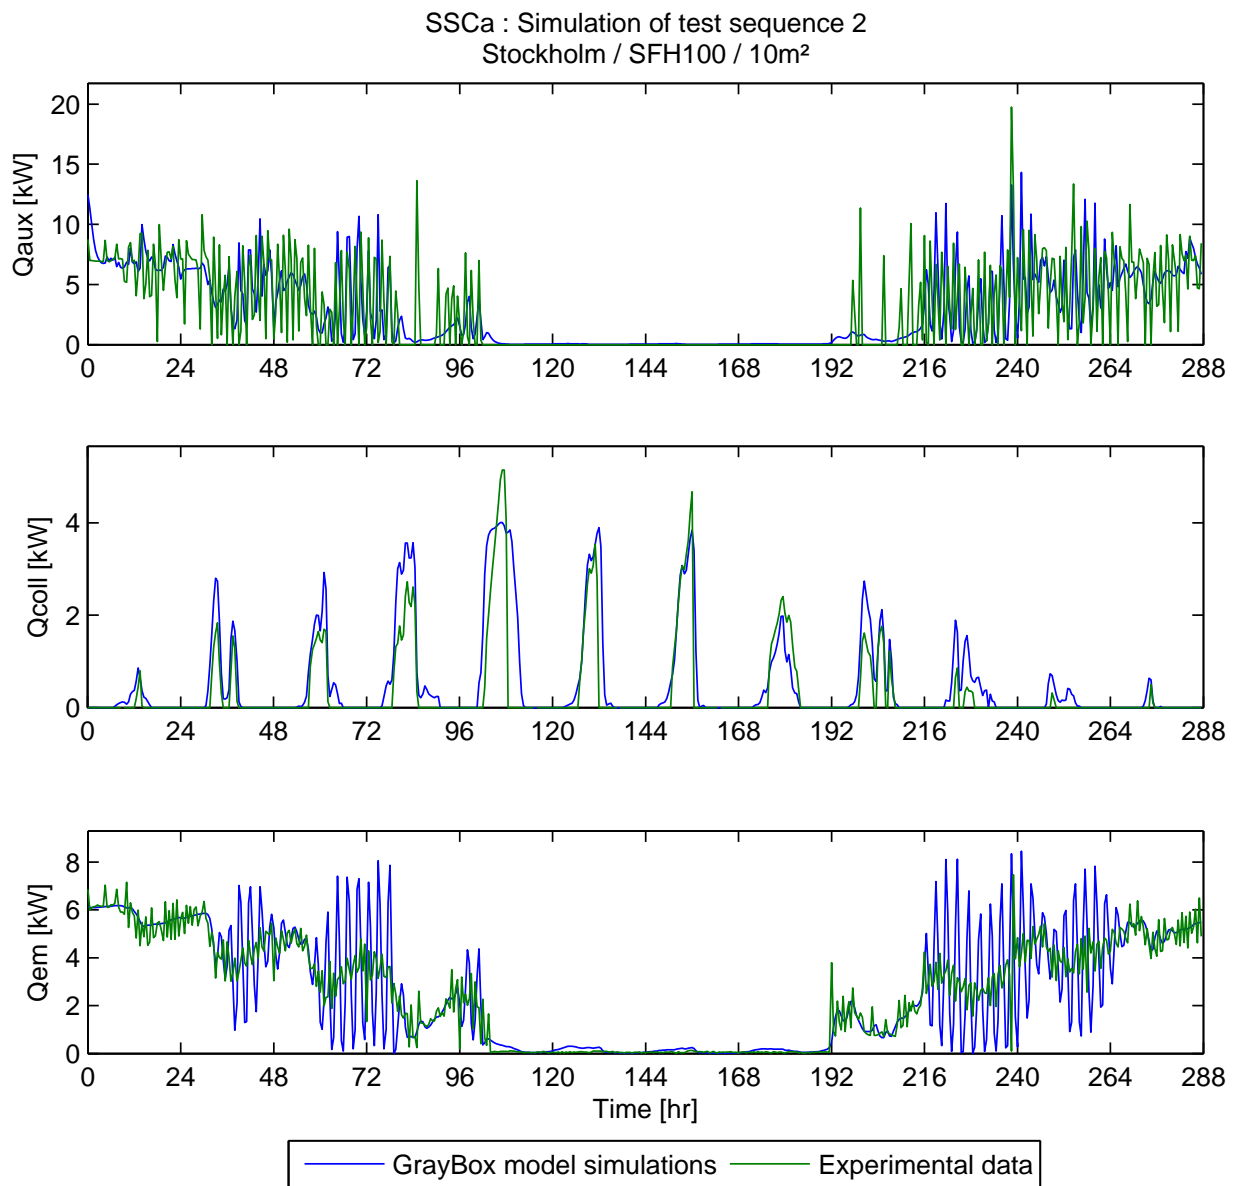 SSCa : Simulation of test sequence 2
Stockholm / SFH100 / 10m²
Qaux [kW]
20
15
10
5
0
0 24 48 72 96 120 144 168 192 216 240 264 288
Qcoll [kW]
4
2
0
0 24 48 72 96 120 144 168 192 216 240 264 288
Qem [kW]
8
6
4
2
0
0 24 48 72 96 120 144 168 192 216 240 264 288
Time [hr]
GrayBox model simulations Experimental data